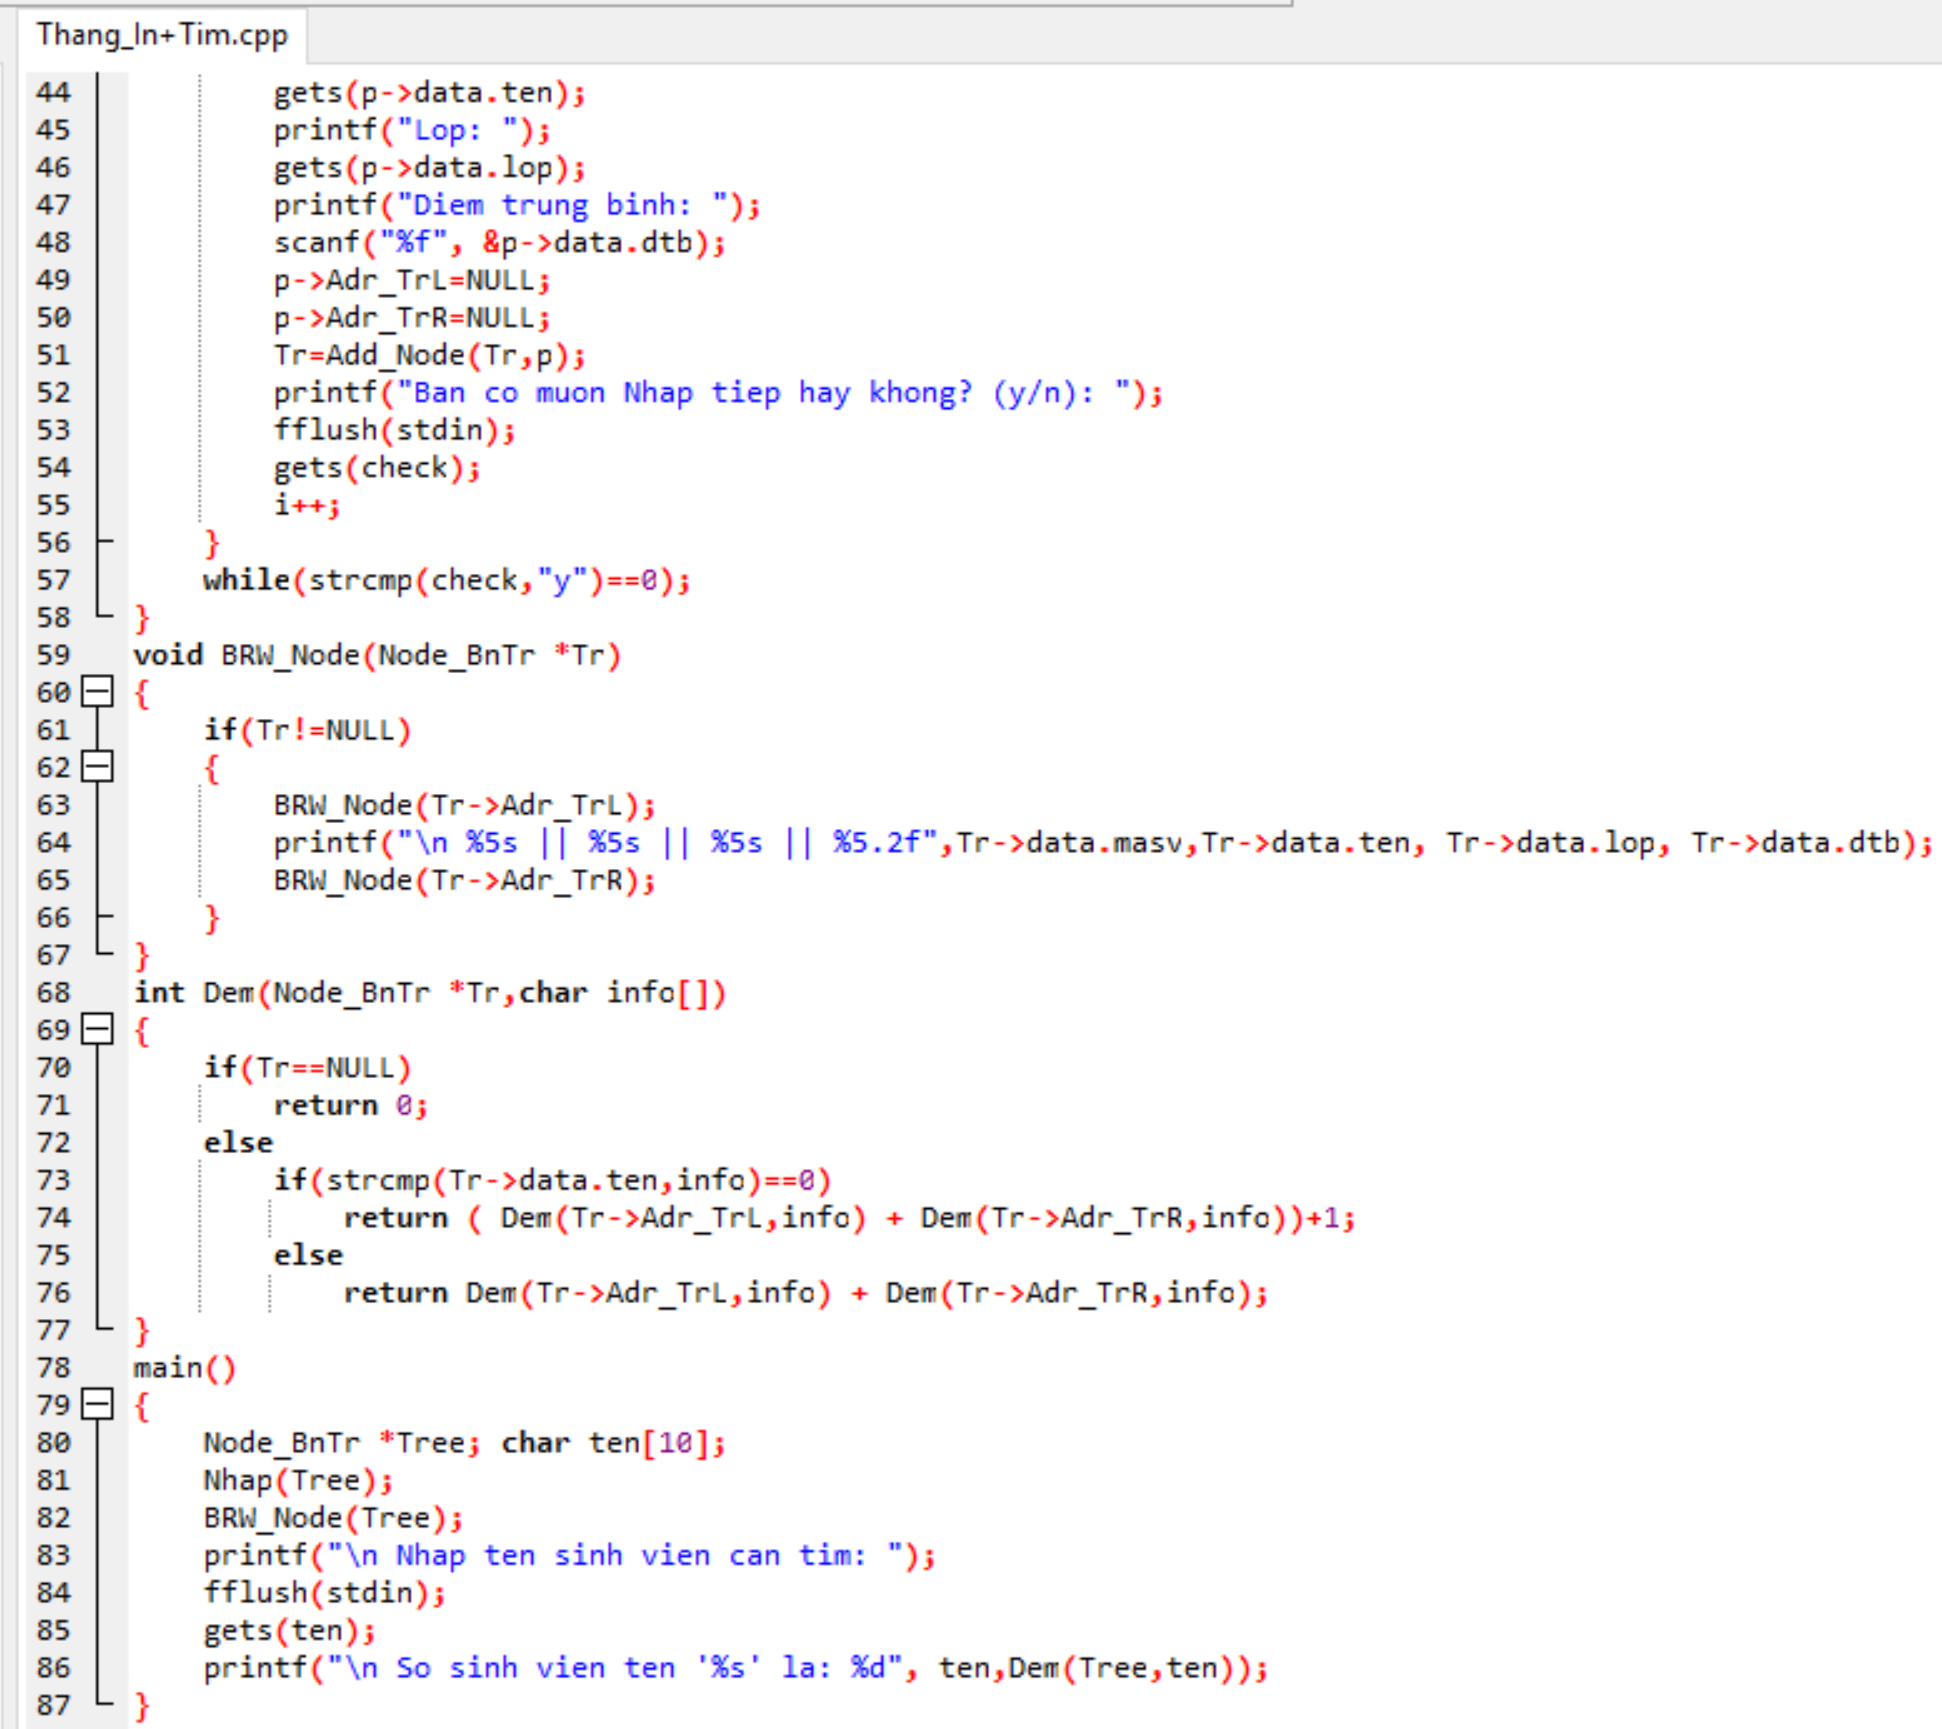 Thang_In+Tim.cpp
44 gets(p->data.ten);
45 printf("Lop: ");
46 gets(p->data.lop);
47 printf("Diem trung binh: ");
48 scanf("%f", &p->data.dtb);
49 p->Adr_TrL=NULL;
50 p->Adr_TrR=NULL;
51 Tr=Add_Node(Tr,p);
52 printf("Ban co muon Nhap tiep hay khong? (y/n): ");
53 fflush(stdin);
54 gets(check);
55 i++;
56 }
57 while(strcmp(check,"y")==0);
58 }
59 void BRW_Node(Node_BnTr *Tr)
60 {
61 if(Tr!=NULL)
62 {
63 BRW_Node(Tr->Adr_TrL);
64 printf("\n %5s || %5s || %5s || %5.2f",Tr->data.masv,Tr->data.ten, Tr->data.lop, Tr->data.dtb);
65 BRW_Node(Tr->Adr_TrR);
66 }
67 }
68 int Dem(Node_BnTr *Tr,char info[])
69 {
70 if(Tr==NULL)
71 return 0;
72 else
73 if(strcmp(Tr->data.ten,info)==0)
74 return ( Dem(Tr->Adr_TrL,info) + Dem(Tr->Adr_TrR,info))+1;
75 else
76 return Dem(Tr->Adr_TrL,info) + Dem(Tr->Adr_TrR,info);
77 }
78 main()
79 {
80 Node_BnTr *Tree; char ten[10];
81 Nhap(Tree);
82 BRW_Node(Tree);
83 printf("\n Nhap ten sinh vien can tim: ");
84 fflush(stdin);
85 gets(ten);
86 printf("\n So sinh vien ten '%s' la: %d", ten,Dem(Tree,ten));
87 }